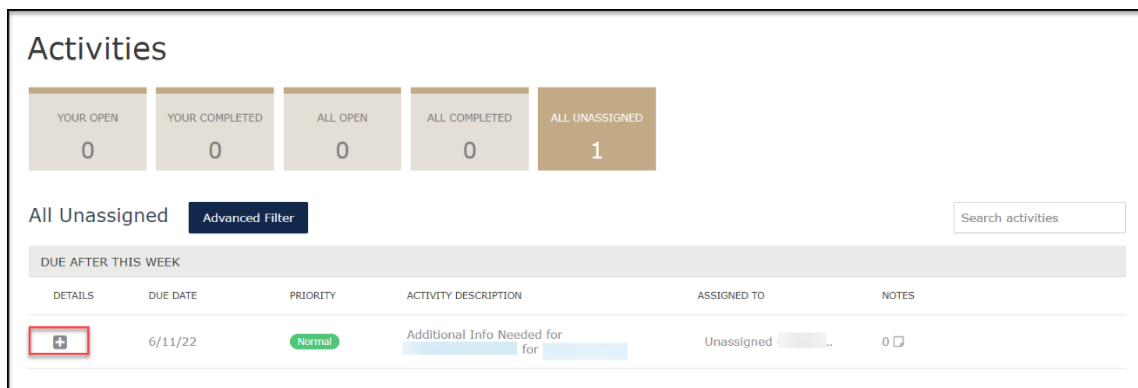 Activities
YOUR OPEN
YOUR COMPLETED
ALL OPEN
ALL COMPLETED
ALL UNASSIGNED
0
0
0
0
1
All Unassigned
Advanced Filter
Search activities
DUE AFTER THIS WEEK
DETAILS
DUE DATE
PRIORITY
ACTIVITY DESCRIPTION
ASSIGNED TO
NOTES
6/11/22
Normal
Additional Info Needed for
for
Unassigned - ..
0